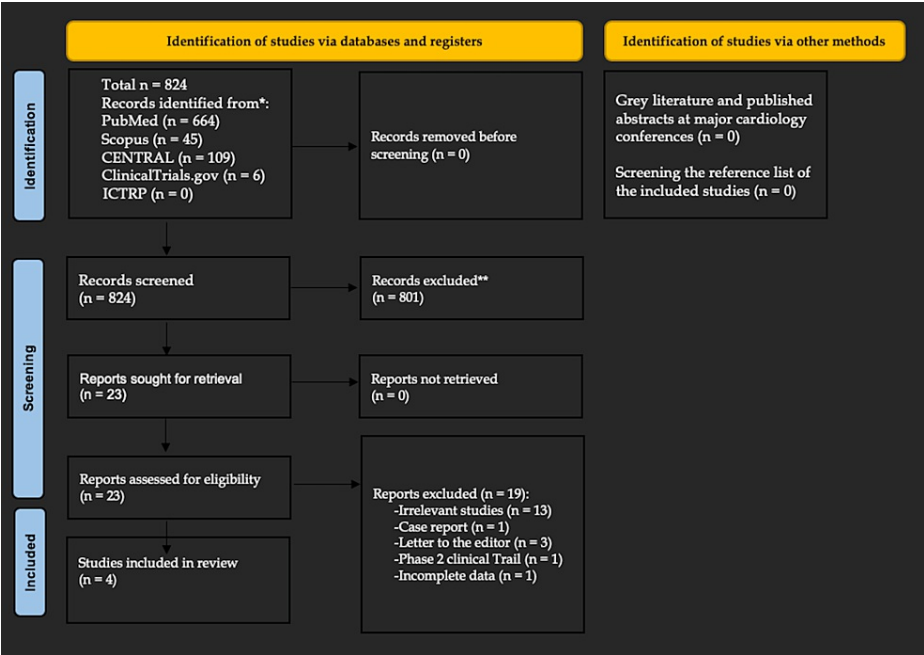 Identification of studies via databases and registers
Identification of studies via other methods
Identification
Total n = 824
Records identified from*:
PubMed (n = 664)
Scopus (n = 45)
CENTRAL (n = 109)
ClinicalTrials.gov (n = 6)
ICTRP (n = 0)
Records removed before
screening (n = 0)
Grey literature and published
abstracts at major cardiology
conferences (n = 0)
Screening the reference list of
the included studies (n = 0)
Screening
Records screened
(n = 824)
Records excluded**
(n = 801)
Reports sought for retrieval
(n = 23)
Reports not retrieved
(n = 0)
Reports assessed for eligibility
(n = 23)
Reports excluded (n = 19):
-Irrelevant studies (n = 13)
-Case report (n = 1)
-Letter to the editor (n = 3)
-Phase 2 clinical Trail (n = 1)
-Incomplete data (n = 1)
Included
Studies included in review
(n = 4)